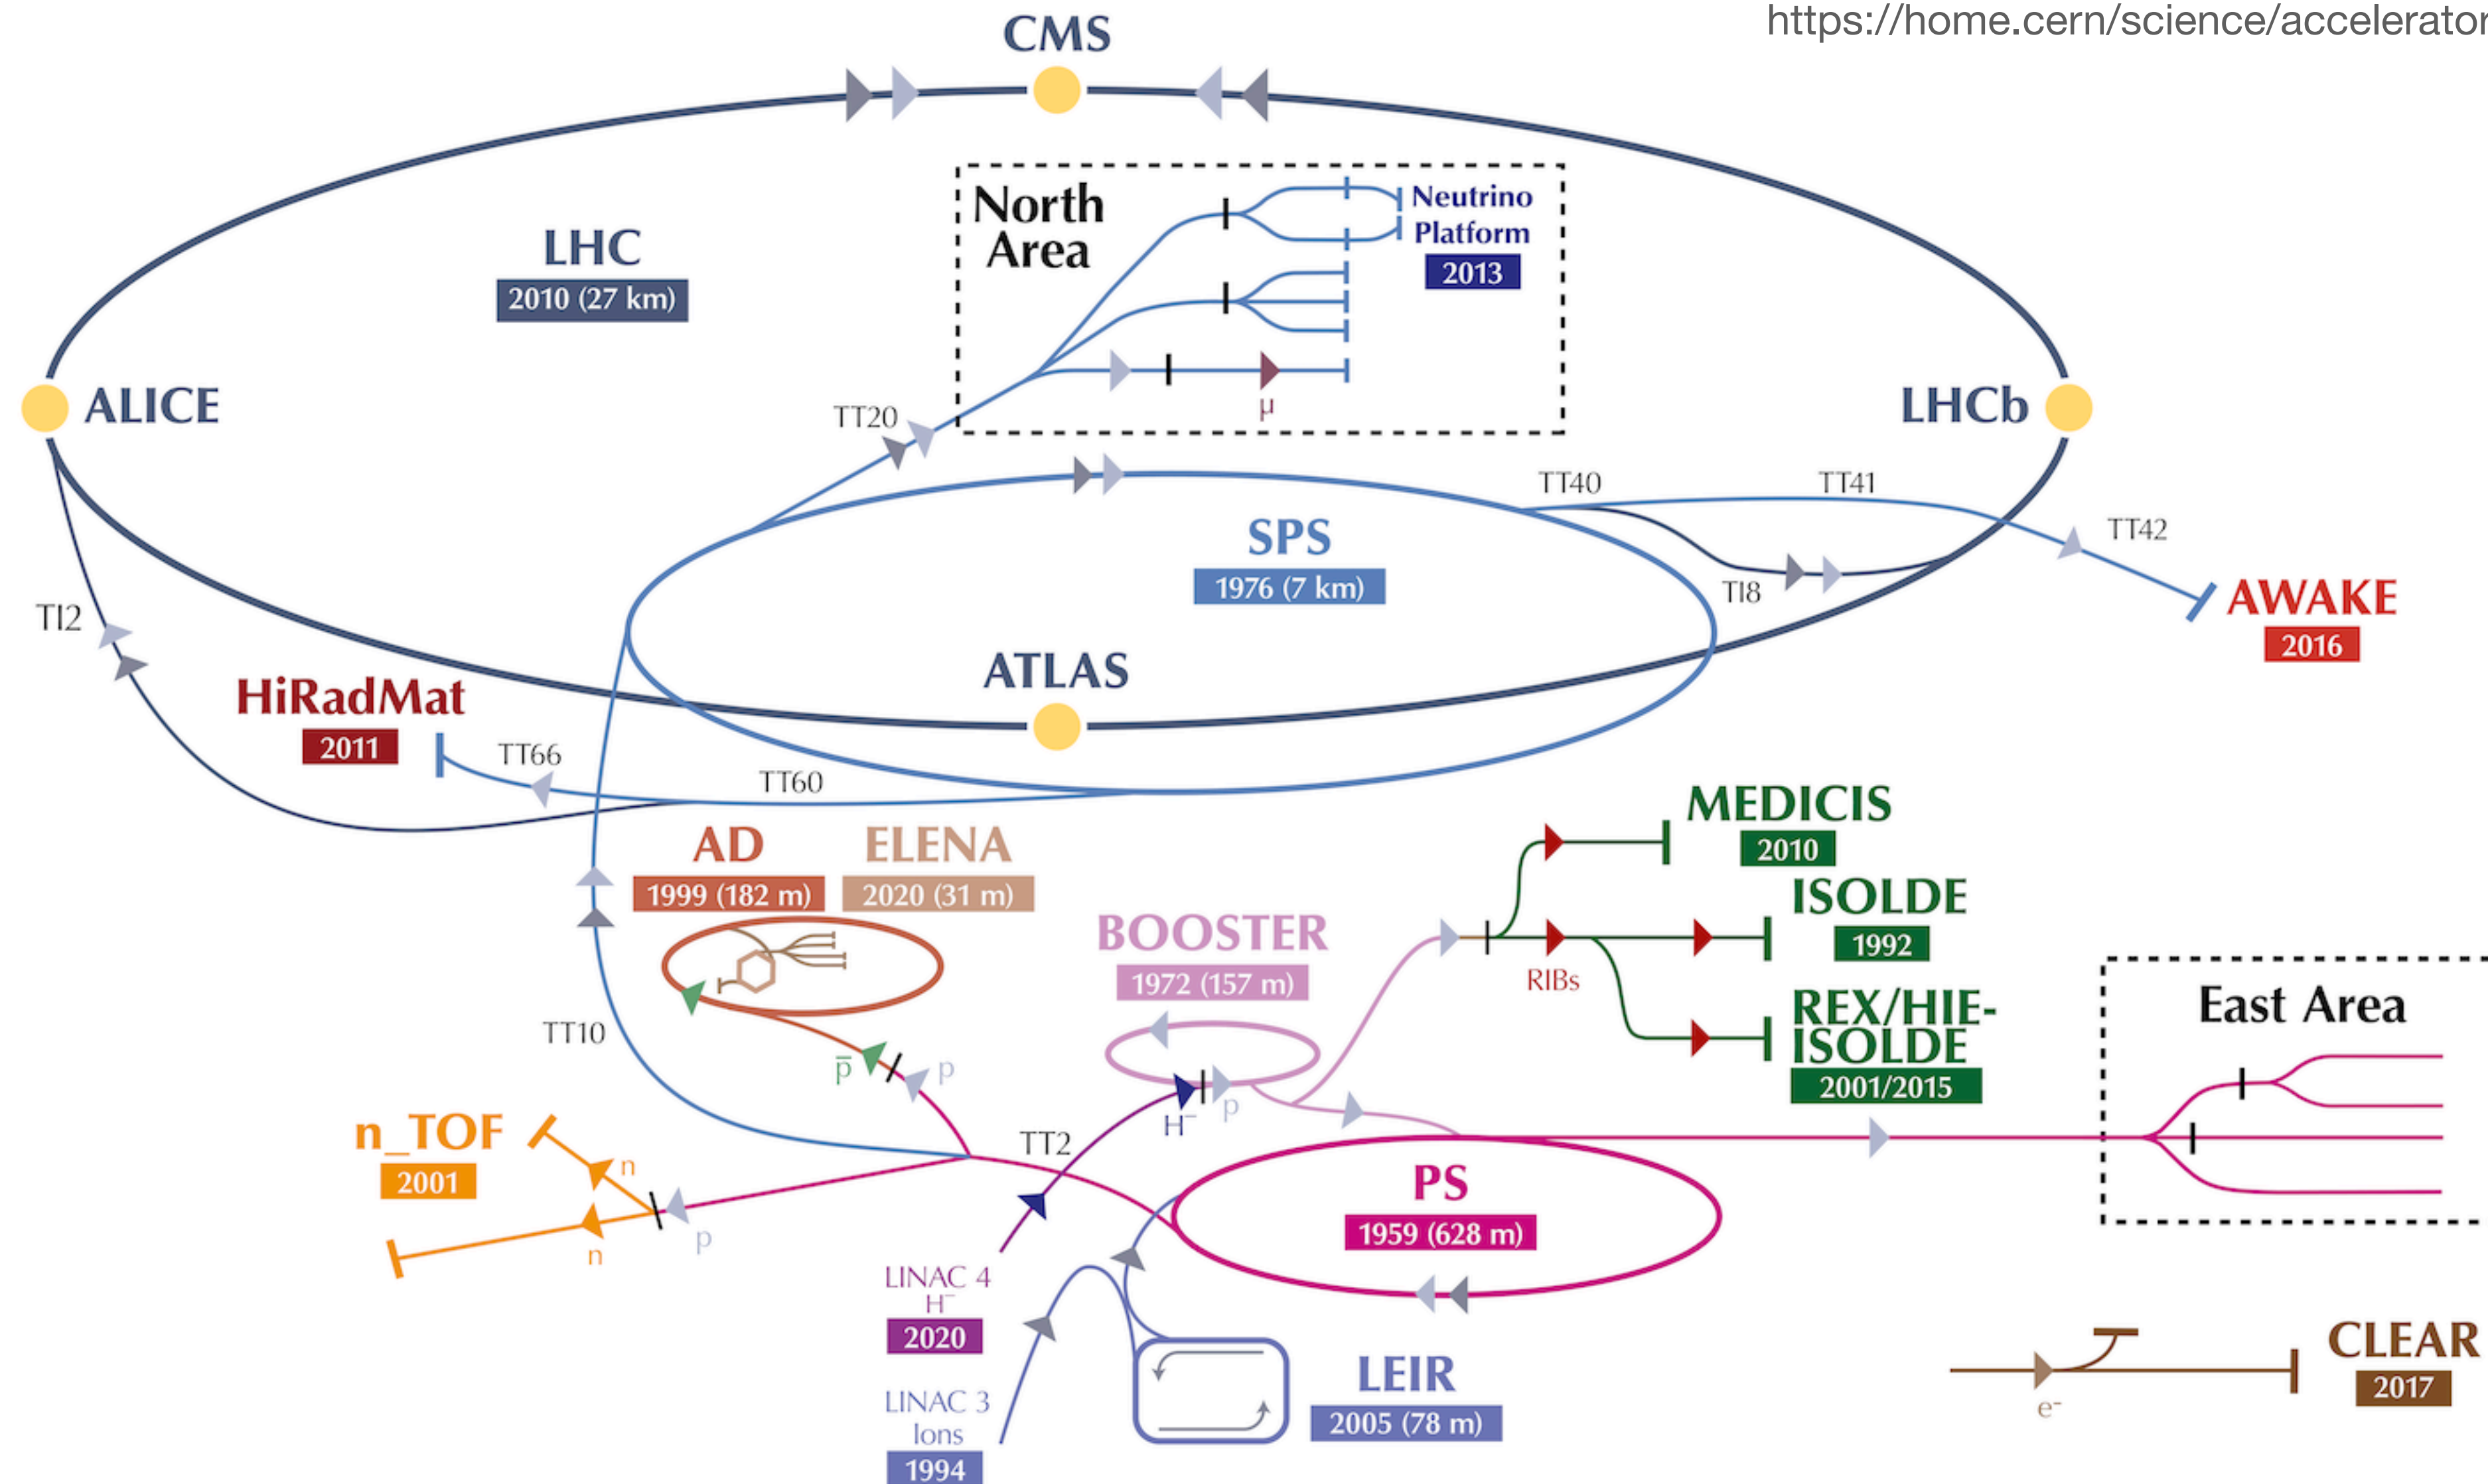 https://home.cern/science/accelerator
CMS
North
Area
Neutrino
Platform
2013
LHC
2010 (27 km)
ALICE
LHCb
TT20
μ
TT40
TT41
TT42
SPS
1976 (7 km)
TI8
AWAKE
2016
TI2
ATLAS
HiRadMat
2011
TT66
TT60
MEDICIS
2010
AD
1999 (182 m)
ELENA
2020 (31 m)
ISOLDE
1992
BOOSTER
1972 (157 m)
RIBs
REX/HIE-
ISOLDE
2001/2015
East Area
TT10
p̅
p
H⁻
p
n_TOF
2001
n
n
p
TT2
PS
1959 (628 m)
LINAC 4
H⁻
2020
LINAC 3
Ions
1994
LEIR
2005 (78 m)
CLEAR
2017
e⁻